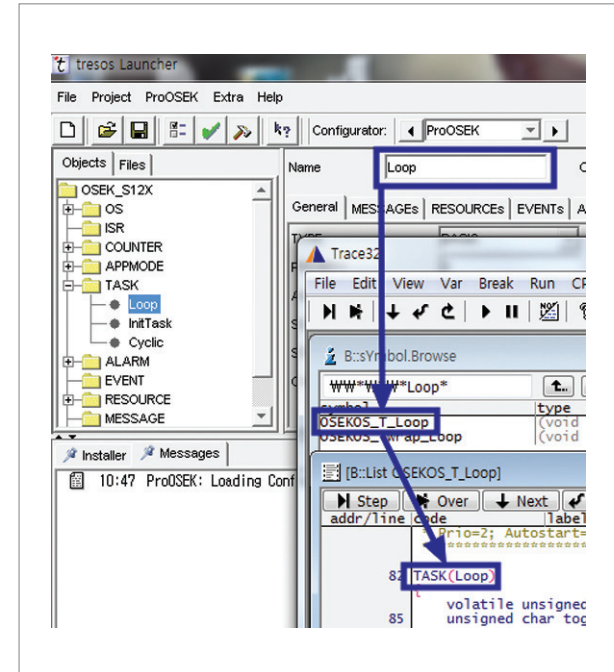 tresos Launcher
File Project ProOSEK Extra Help
Configurator: ProOSEK
Objects Files
Name Loop
OSEK_S12X
General MESSAGEs RESOURCEs EVENTs A
OS
ISR
COUNTER
Trace32
APPMODE
File Edit View Var Break Run CP
TASK
Loop
InitTask
Cyclic
B::sYmbol.Browse
ALARM
EVENT
*Loop*
RESOURCE
symbol type
MESSAGE
OSEKOS_T_Loop (void
(void
Installer Messages
[B::List OSEKOS_T_Loop]
10:47 ProOSEK: Loading Conf
Step Over Next
addr/line code label
Prio=2; Autostart=
82 TASK(Loop)
{
volatile unsigned
85 unsigned char tog